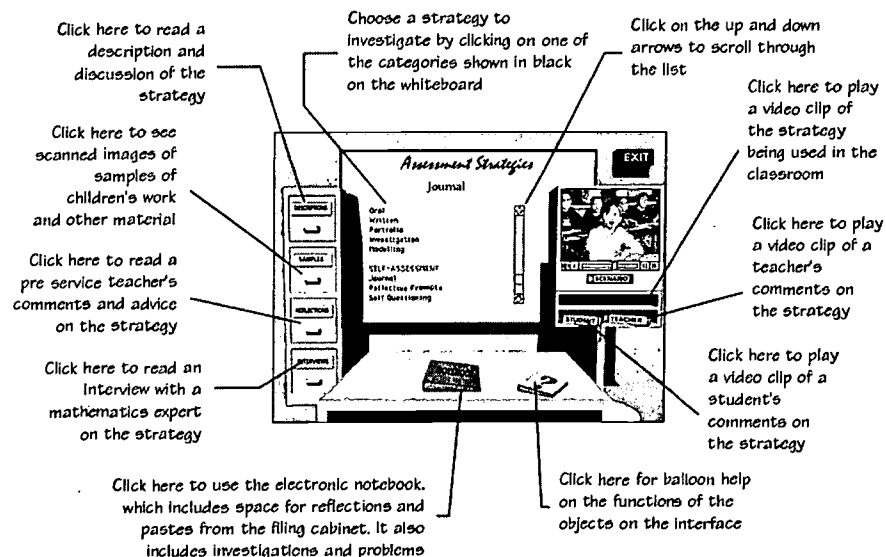 Click here to read a
description and
discussion of the
strategy
Choose a strategy to
investigate by clicking on one of
the categories shown in black
on the whiteboard
Click on the up and down
arrows to scroll through
the list
Click here to play
a video clip of
the strategy
being used in the
classroom
Click here to see
scanned images of
samples of
children's work
and other material
Click here to read a
pre service teacher's
comments and advice
on the strategy
Click here to read an
Interview with a
mathematics expert
on the strategy
Assessment Strategies
Journal
Oral
Written
Portfolio
Investigation
Modelling
SELF-ASSESSMENT
Journal
Reflective Prompts
Self Questioning
DESCRIPTIONS
SAMPLES
REFLECTIONS
INTERVIEWS
EXIT
SCENARIO
STUDENT
TEACHER
Click here to play
a video clip of a
teacher's
comments on
the strategy
Click here to play
a video clip of a
student's
comments on
the strategy
Click here to use the electronic notebook,
which includes space for reflections and
pastes from the filing cabinet. It also
includes investigations and problems
Click here for balloon help
on the functions of the
objects on the interface